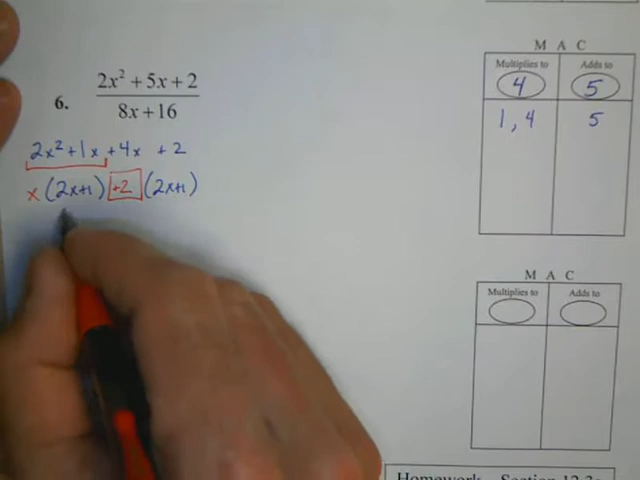 M A C
Multiplies to Adds to
4 5
1, 4 5
6. 2x² + 5x + 2
8x + 16
2x² + 1x + 4x + 2
x (2x+1) +2 (2x+1)
M A C
Multiplies to Adds to